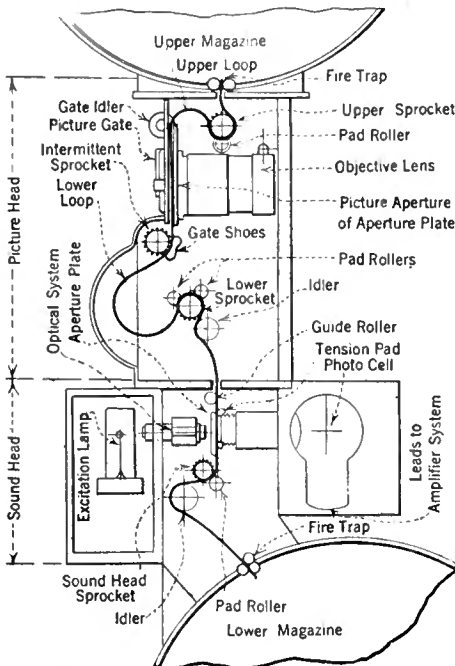 Upper Magazine
Upper Loop
Fire Trap
Gate Idler
Picture Gate
Upper Sprocket
Pad Roller
Intermittent
Sprocket
Objective Lens
Lower
Loop
Picture Aperture
of Aperture Plate
Gate Shoes
Picture Head
Pad Rollers
Lower
Sprocket
Idler
Optical System
Aperture Plate
Guide Roller
Tension Pad
Photo Cell
Sound Head
Excitation Lamp
Leads to
Amplifier System
Fire Trap
Sound Head
Sprocket
Idler
Pad Roller
Lower Magazine